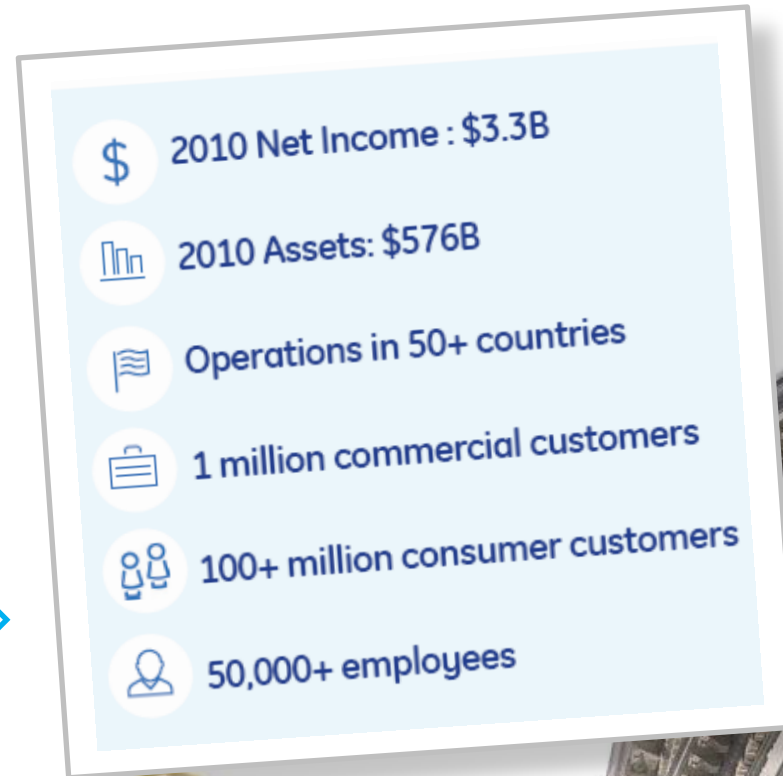 $
2010 Net Income : $3.3B
2010 Assets: $576B
Operations in 50+ countries
1 million commercial customers
100+ million consumer customers
50,000+ employees